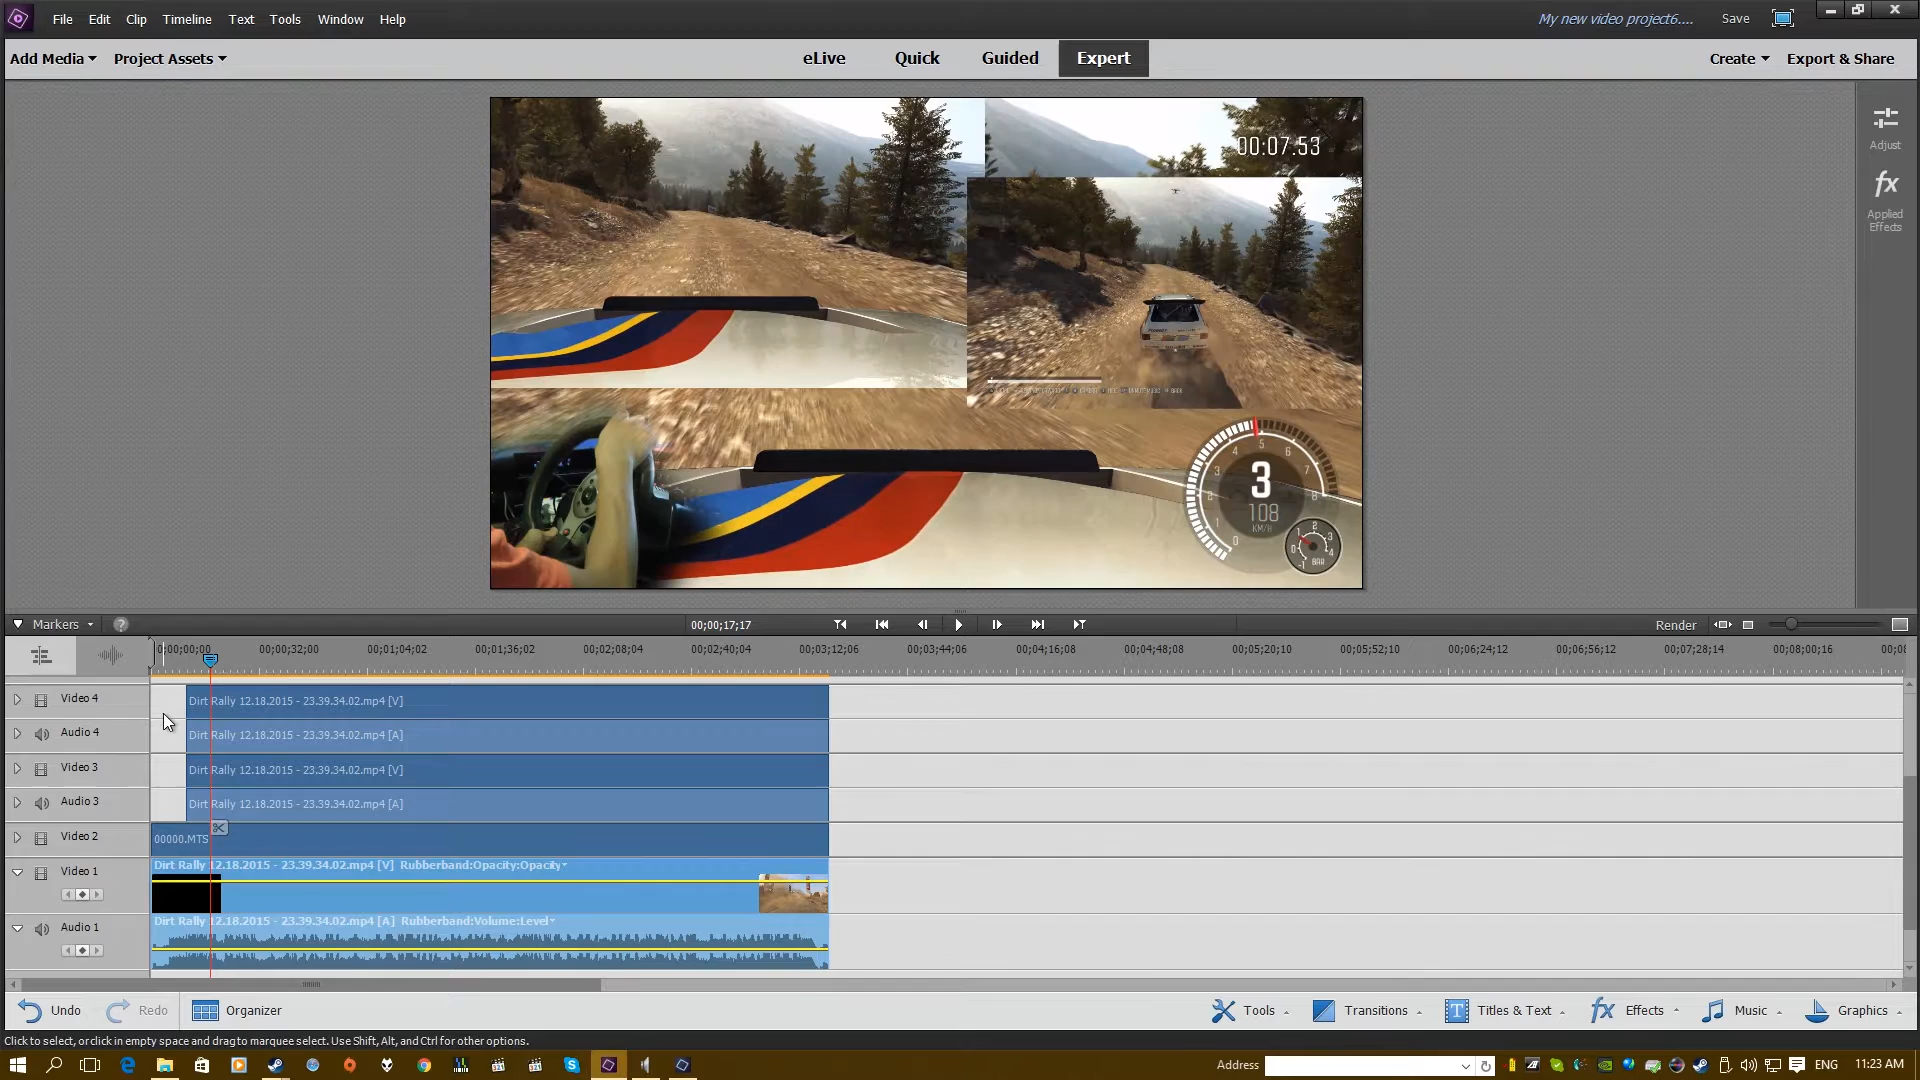 File Edit Clip Timeline Text Tools Window Help
My new video project6.... Save
Add Media Project Assets
eLive Quick Guided Expert
Create Export & Share
Adjust
fx
Applied
Effects
00:07.53
3
108
KM/H
Markers ? 00;00;17;17 Render
0;00;00;00 00;00;32;00 00;01;04;02 00;01;36;02 00;02;08;04 00;02;40;04 00;03;12;06 00;03;44;06 00;04;16;08 00;04;48;08 00;05;20;10 00;05;52;10 00;06;24;12 00;06;56;12 00;07;28;14 00;08;00;16
Video 4 Dirt Rally 12.18.2015 - 23.39.34.02.mp4 [V]
Audio 4 Dirt Rally 12.18.2015 - 23.39.34.02.mp4 [A]
Video 3 Dirt Rally 12.18.2015 - 23.39.34.02.mp4 [V]
Audio 3 Dirt Rally 12.18.2015 - 23.39.34.02.mp4 [A]
Video 2 00000.MTS
Video 1 Dirt Rally 12.18.2015 - 23.39.34.02.mp4 [V] Rubberband:Opacity:Opacity
Audio 1 Dirt Rally 12.18.2015 - 23.39.34.02.mp4 [A] Rubberband:Volume:Level
Undo Redo Organizer Tools Transitions Titles & Text Effects Music Graphics
Click to select, or click in empty space and drag to marquee select. Use Shift, Alt, and Ctrl for other options.
Address ENG 11:23 AM